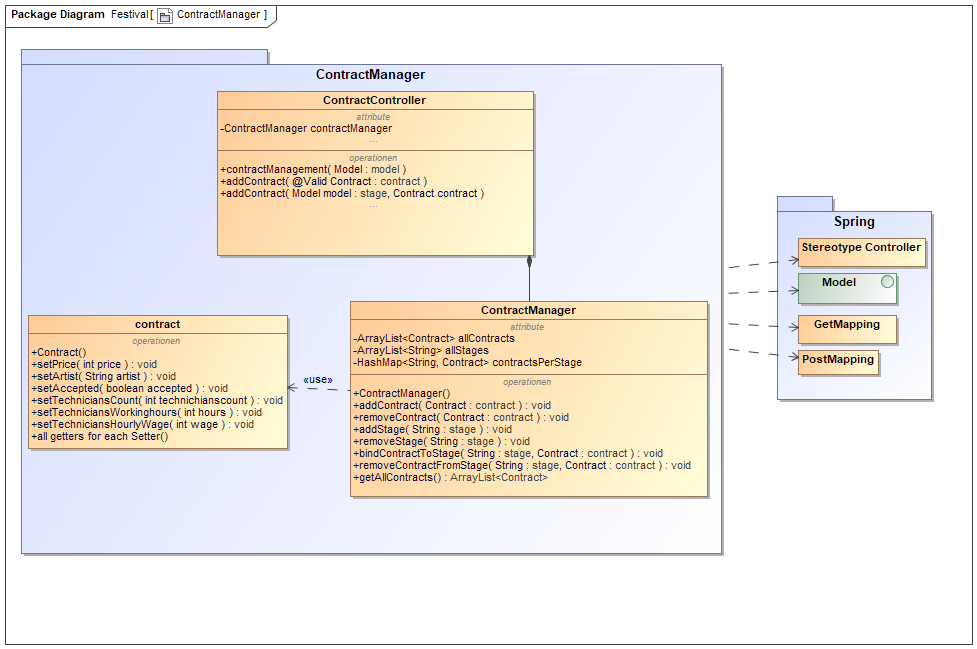 Package Diagram Festival[ ContractManager ]
ContractManager
ContractController
attribute
-ContractManager contractManager
...
operationen
+contractManagement( Model : model )
+addContract( @Valid Contract : contract )
+addContract( Model model : stage, Contract contract )
...
Spring
Stereotype Controller
Model
GetMapping
PostMapping
contract
operationen
+Contract()
+setPrice( int price ) : void
+setArtist( String artist ) : void
+setAccepted( boolean accepted ) : void
+setTechniciansCount( int technichianscount ) : void
+setTechniciansWorkinghours( int hours ) : void
+setTechniciansHourlyWage( int wage ) : void
+all getters for each Setter()
«use»
ContractManager
attribute
-ArrayList<Contract> allContracts
-ArrayList<String> allStages
-HashMap<String, Contract> contractsPerStage
operationen
+ContractManager()
+addContract( Contract : contract ) : void
+removeContract( Contract : contract ) : void
+addStage( String : stage ) : void
+removeStage( String : stage ) : void
+bindContractToStage( String : stage, Contract : contract ) : void
+removeContractFromStage( String : stage, Contract : contract ) : void
+getAllContracts() : ArrayList<Contract>